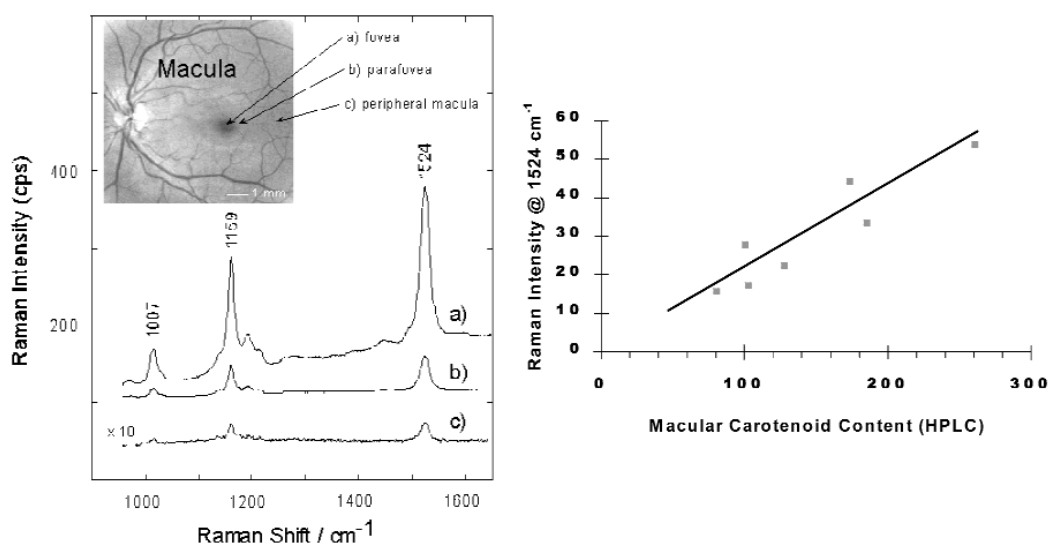 Macula
a) fovea
b) parafovea
c) peripheral macula
1 mm
Raman Intensity (cps)
400
200
1007
1159
1524
a)
b)
c)
× 10
1000
1200
1400
1600
Raman Shift / cm⁻¹
Raman Intensity @ 1524 cm⁻¹
60
50
40
30
20
10
0
0
100
200
300
Macular Carotenoid Content (HPLC)